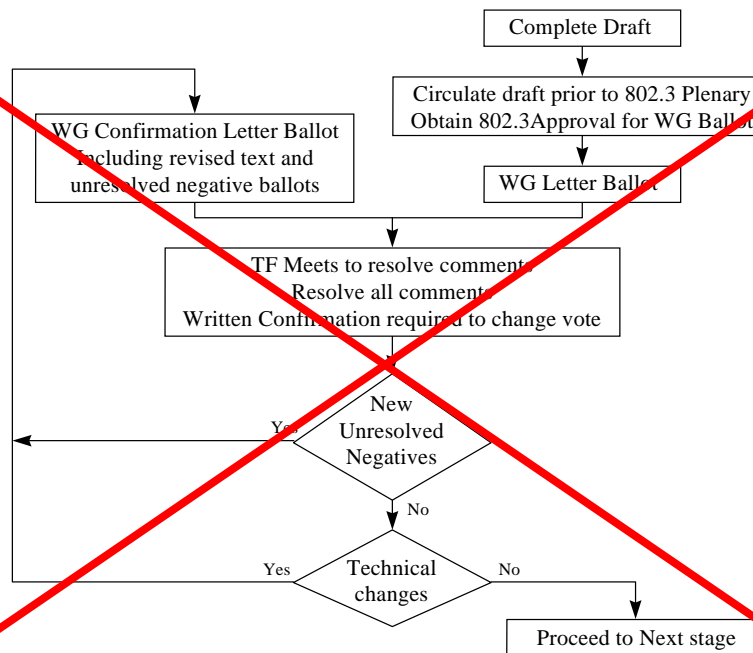 Complete Draft
Circulate draft prior to 802.3 Plenary
Obtain 802.3Approval for WG Ballot
WG Letter Ballot
WG Confirmation Letter Ballot
Including revised text and
unresolved negative ballots
TF Meets to resolve comments
Resolve all comments
Written Confirmation required to change vote
New
Unresolved
Negatives
Yes
No
Technical
changes
Yes
No
Proceed to Next stage